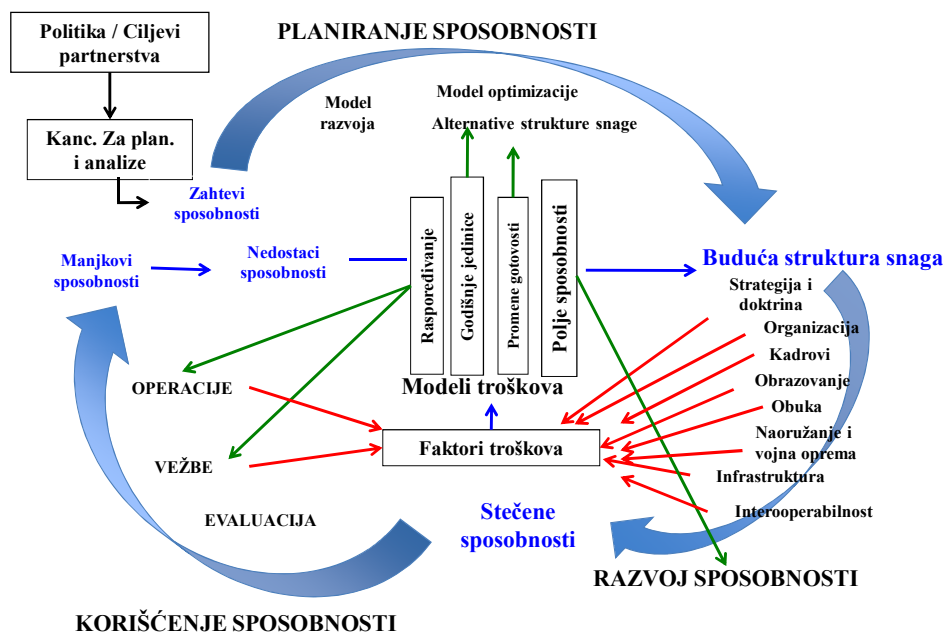 Politika / Ciljevi
partnerstva
PLANIRANJE SPOSOBNOSTI
Model
razvoja
Model optimizacije
Alternative strukture snage
Kanc. Za plan.
i analize
Zahtevi
sposobnosti
Manjkovi
sposobnosti
Nedostaci
sposobnosti
Raspoređivanje
Godišnje jedinice
Promene gotovosti
Polje sposobnosti
Buduća struktura snaga
Strategija i
doktrina
Organizacija
Kadrovi
Obrazovanje
Obuka
Naoružanje i
vojna oprema
Infrastruktura
Interooperabilnost
Modeli troškova
OPERACIJE
Faktori troškova
VEŽBE
EVALUACIJA
Stečene
sposobnosti
RAZVOJ SPOSOBNOSTI
KORIŠĆENJE SPOSOBNOSTI